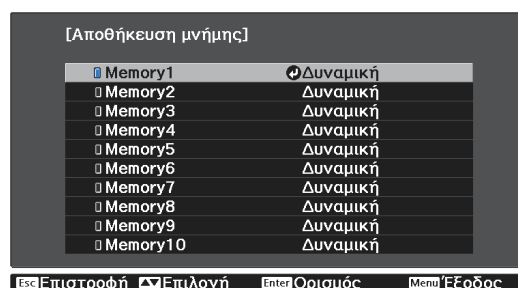 [Αποθήκευση μνήμης]
Memory1 Δυναμική
Memory2 Δυναμική
Memory3 Δυναμική
Memory4 Δυναμική
Memory5 Δυναμική
Memory6 Δυναμική
Memory7 Δυναμική
Memory8 Δυναμική
Memory9 Δυναμική
Memory10 Δυναμική
Esc Επιστροφή Επιλογή Enter Ορισμός Menu Έξοδος